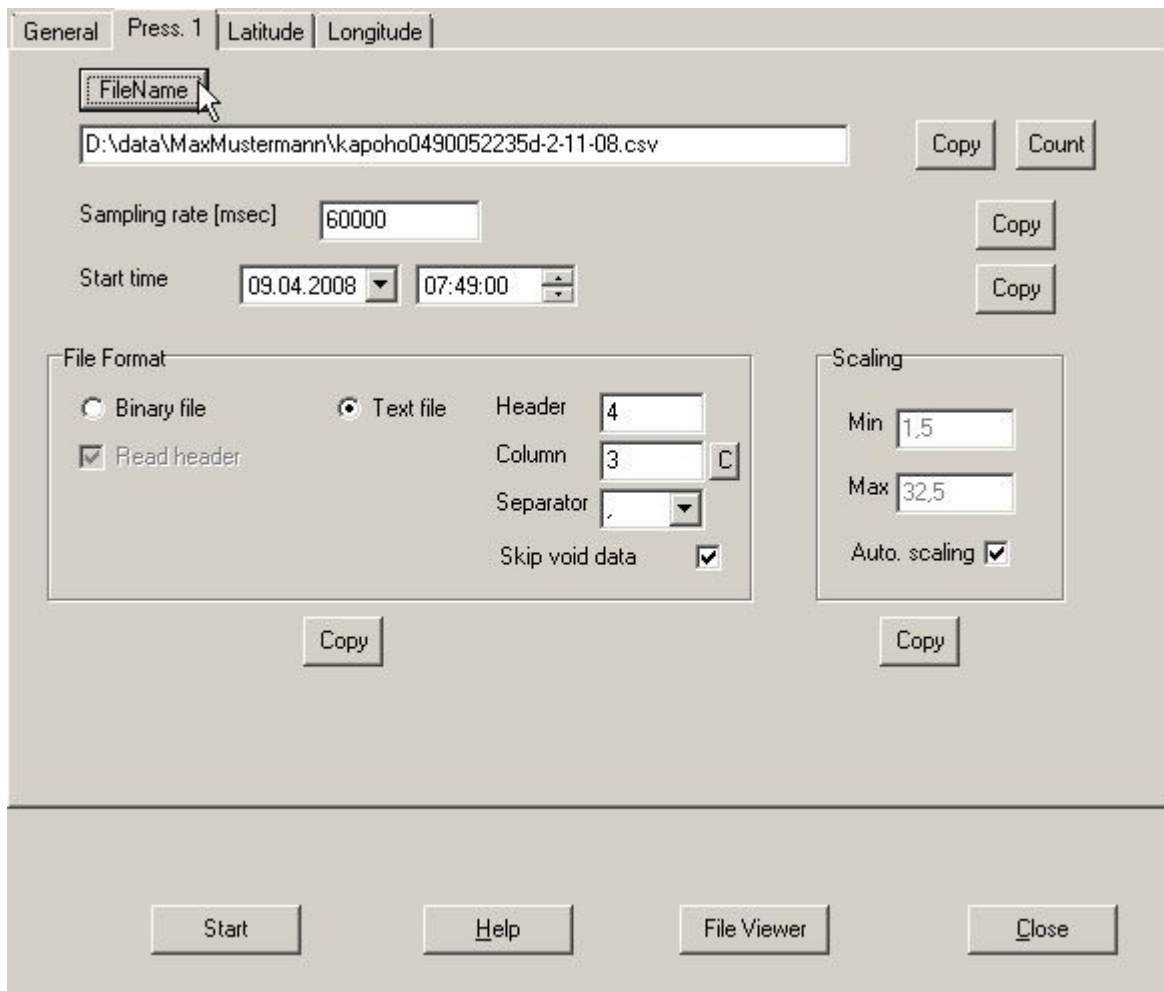 General Press. 1 Latitude Longitude
FileName
D:\data\MaxMustermann\kapoho0490052235d-2-11-08.csv Copy Count
Sampling rate [msec] 60000 Copy
Start time 09.04.2008 07:49:00 Copy
File Format Scaling
Binary file Text file Header 4
Min 1,5
Read header Column 3 C
Max 32,5
Separator ,
Skip void data Auto. scaling
Copy Copy
Start Help File Viewer Close